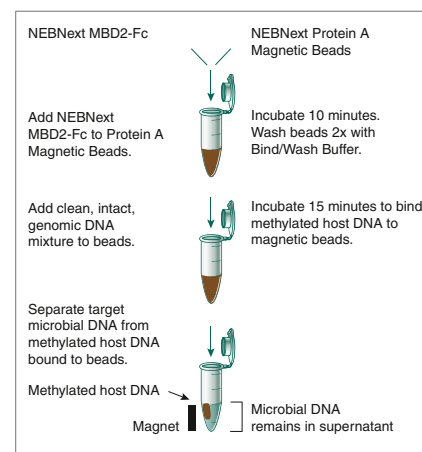 NEBNext MBD2-Fc
NEBNext Protein A
Magnetic Beads
Add NEBNext
MBD2-Fc to Protein A
Magnetic Beads.
Incubate 10 minutes.
Wash beads 2x with
Bind/Wash Buffer.
Add clean, intact,
genomic DNA
mixture to beads.
Incubate 15 minutes to bind
methylated host DNA to
magnetic beads.
Separate target
microbial DNA from
methylated host DNA
bound to beads.
Methylated host DNA
Magnet
Microbial DNA
remains in supernatant